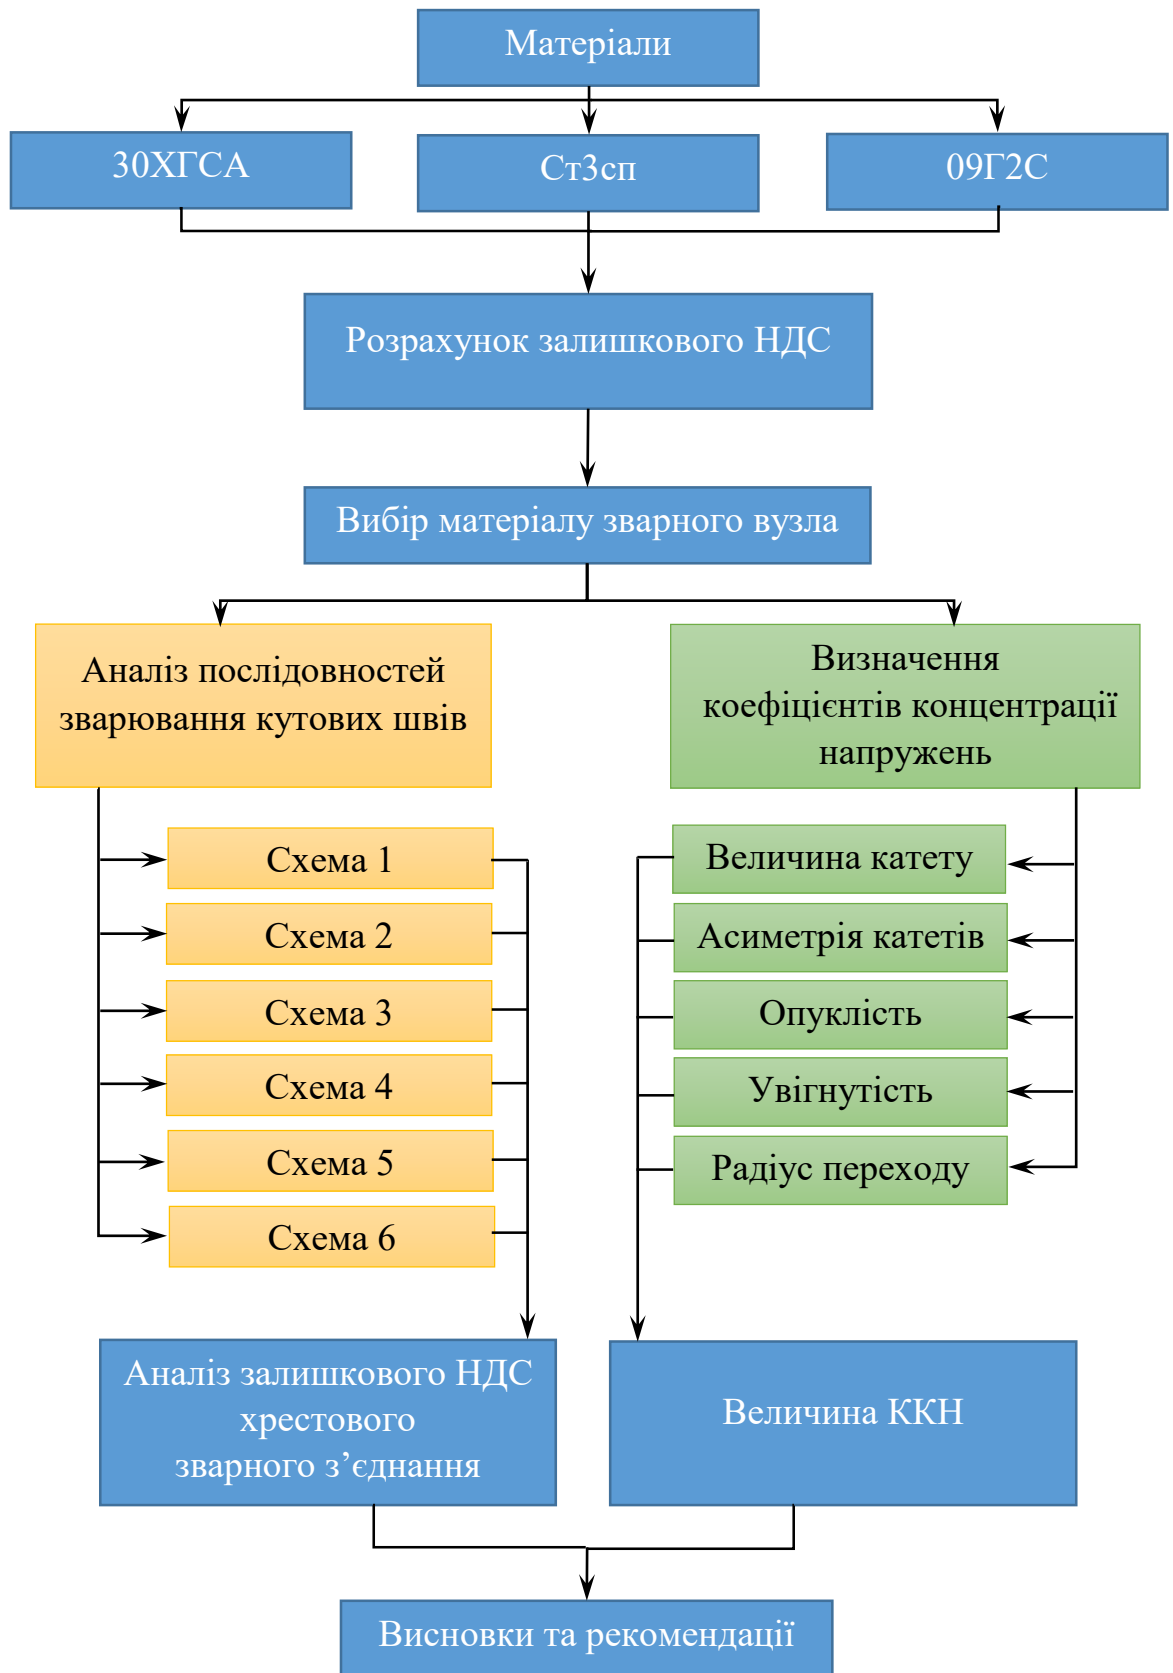 Матеріали
30ХГСА
Ст3сп
09Г2С
Розрахунок залишкового НДС
Вибір матеріалу зварного вузла
Аналіз послідовностей
зварювання кутових швів
Визначення
коефіцієнтів концентрації
напружень
Схема 1
Схема 2
Схема 3
Схема 4
Схема 5
Схема 6
Величина катету
Асиметрія катетів
Опуклість
Увігнутість
Радіус переходу
Аналіз залишкового НДС
хрестового
зварного з’єднання
Величина ККН
Висновки та рекомендації